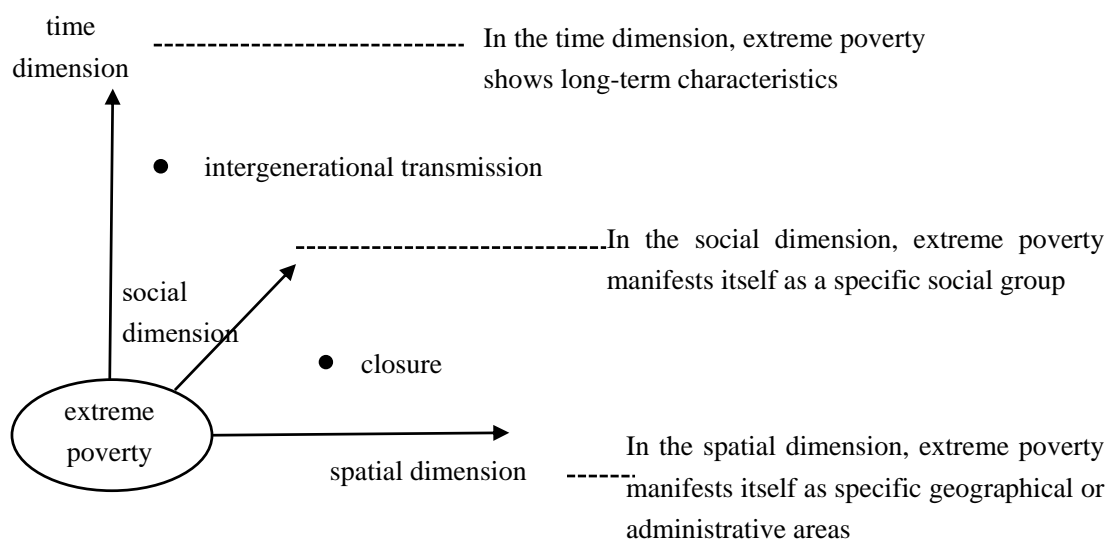 time
dimension
In the time dimension, extreme poverty
shows long-term characteristics
intergenerational transmission
In the social dimension, extreme poverty
manifests itself as a specific social group
social
dimension
closure
extreme
poverty
spatial dimension
In the spatial dimension, extreme poverty
manifests itself as specific geographical or
administrative areas